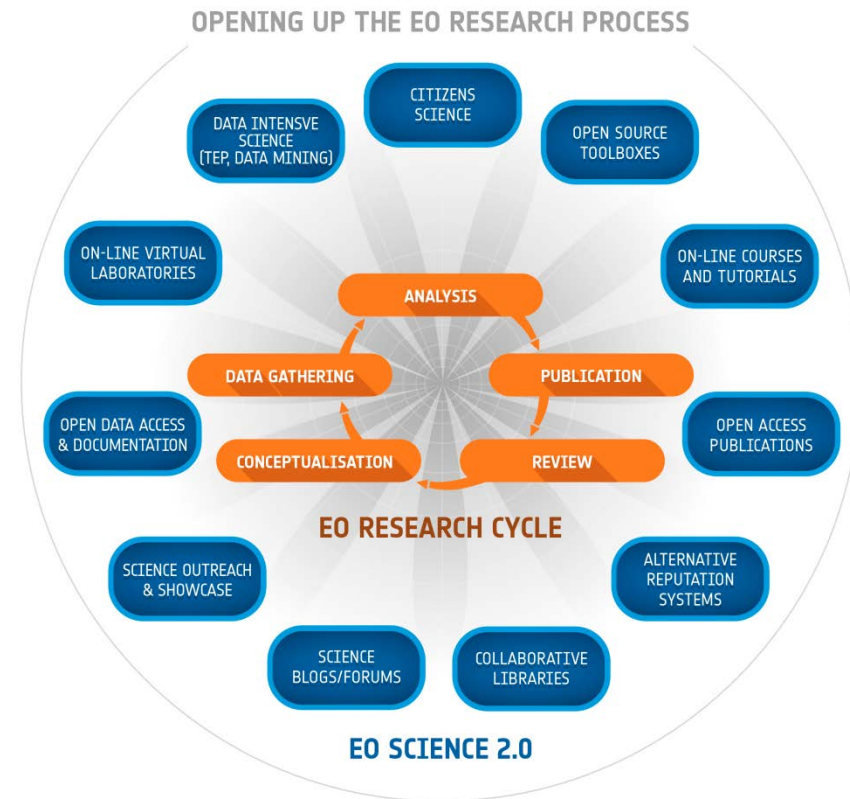 OPENING UP THE EO RESEARCH PROCESS
CITIZENS
SCIENCE
DATA INTENSVE
SCIENCE
(TEP, DATA MINING)
OPEN SOURCE
TOOLBOXES
ON-LINE VIRTUAL
LABORATORIES
ON-LINE COURSES
AND TUTORIALS
ANALYSIS
DATA GATHERING
PUBLICATION
OPEN DATA ACCESS
& DOCUMENTATION
OPEN ACCESS
PUBLICATIONS
CONCEPTUALISATION
REVIEW
EO RESEARCH CYCLE
SCIENCE OUTREACH
& SHOWCASE
ALTERNATIVE
REPUTATION
SYSTEMS
SCIENCE
BLOGS/FORUMS
COLLABORATIVE
LIBRARIES
EO SCIENCE 2.0